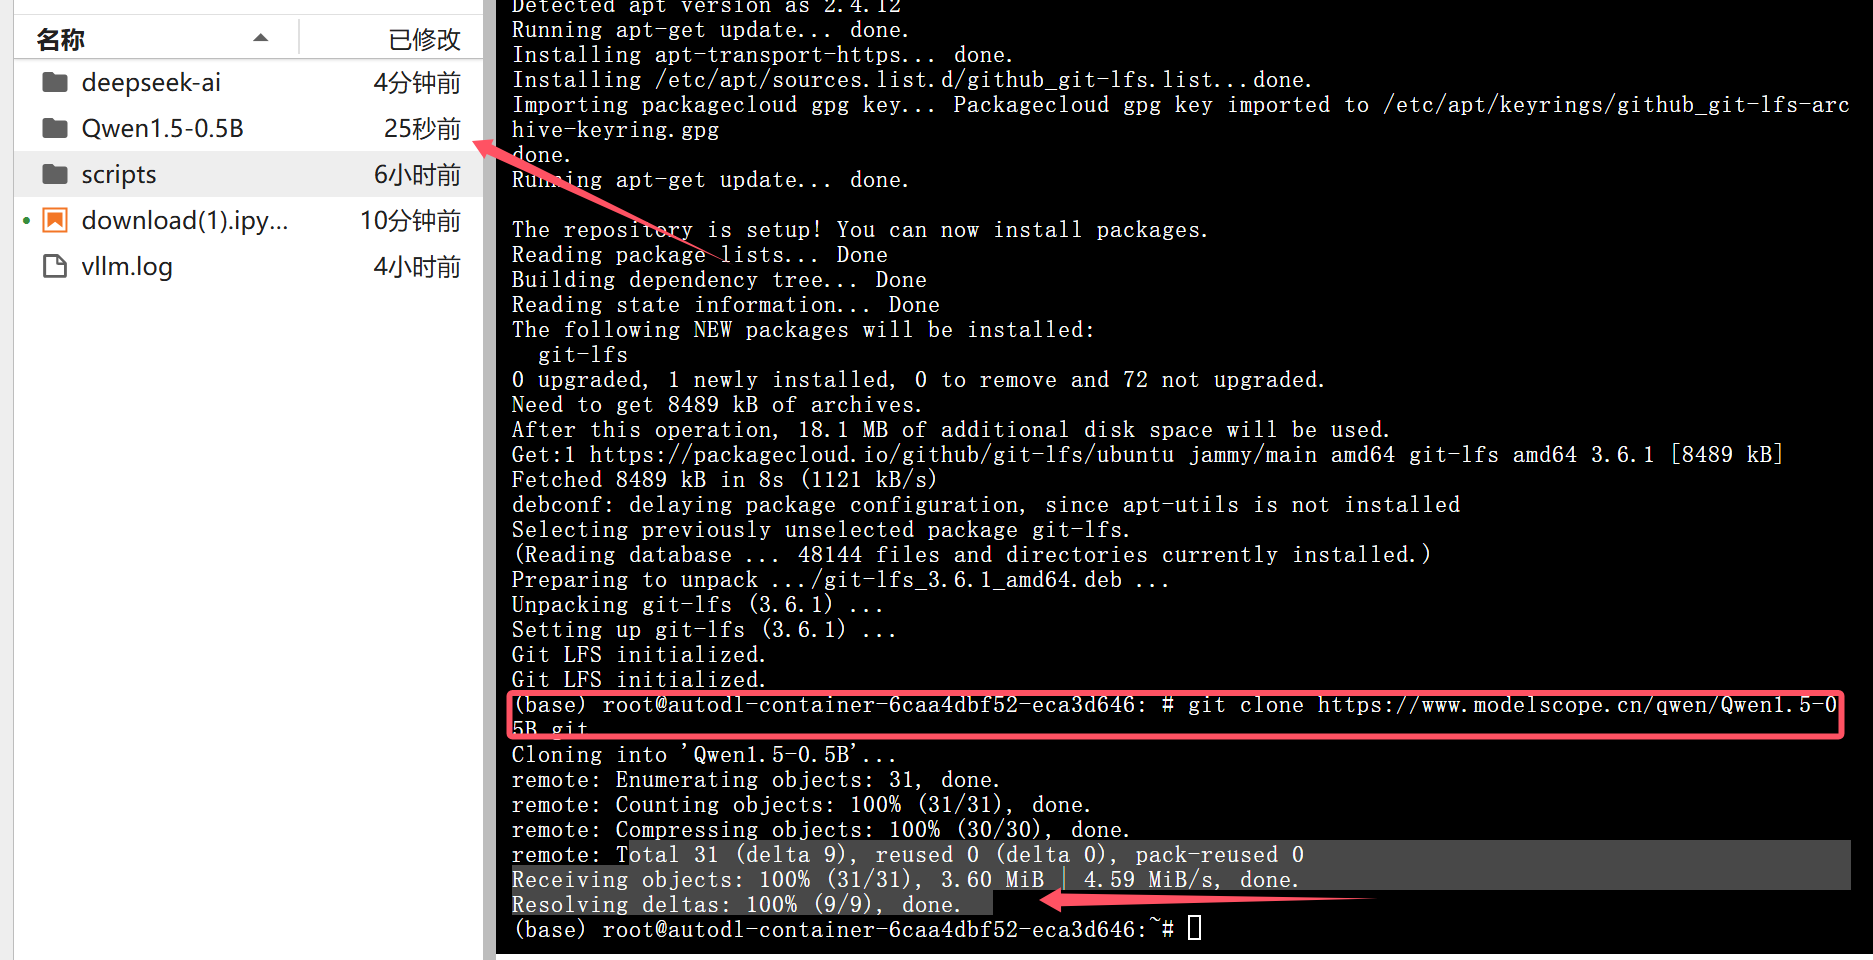 名称 已修改
deepseek-ai 4分钟前
Qwen1.5-0.5B 25秒前
scripts 6小时前
download(1).ipy... 10分钟前
vllm.log 4小时前
Detected apt version as 2.4.12
Running apt-get update... done.
Installing apt-transport-https... done.
Installing /etc/apt/sources.list.d/github_git-lfs.list...done.
Importing packagecloud gpg key... Packagecloud gpg key imported to /etc/apt/keyrings/github_git-lfs-arc
hive-keyring.gpg
done.
Running apt-get update... done.
The repository is setup! You can now install packages.
Reading package lists... Done
Building dependency tree... Done
Reading state information... Done
The following NEW packages will be installed:
git-lfs
0 upgraded, 1 newly installed, 0 to remove and 72 not upgraded.
Need to get 8489 kB of archives.
After this operation, 18.1 MB of additional disk space will be used.
Get:1 https://packagecloud.io/github/git-lfs/ubuntu jammy/main amd64 git-lfs amd64 3.6.1 [8489 kB]
Fetched 8489 kB in 8s (1121 kB/s)
debconf: delaying package configuration, since apt-utils is not installed
Selecting previously unselected package git-lfs.
(Reading database ... 48144 files and directories currently installed.)
Preparing to unpack .../git-lfs_3.6.1_amd64.deb ...
Unpacking git-lfs (3.6.1) ...
Setting up git-lfs (3.6.1) ...
Git LFS initialized.
Git LFS initialized.
(base) root@autodl-container-6caa4dbf52-eca3d646: # git clone https://www.modelscope.cn/qwen/Qwen1.5-0
5B.git
Cloning into 'Qwen1.5-0.5B'...
remote: Enumerating objects: 31, done.
remote: Counting objects: 100% (31/31), done.
remote: Compressing objects: 100% (30/30), done.
remote: Total 31 (delta 9), reused 0 (delta 0), pack-reused 0
Receiving objects: 100% (31/31), 3.60 MiB | 4.59 MiB/s, done.
Resolving deltas: 100% (9/9), done.
(base) root@autodl-container-6caa4dbf52-eca3d646:~#